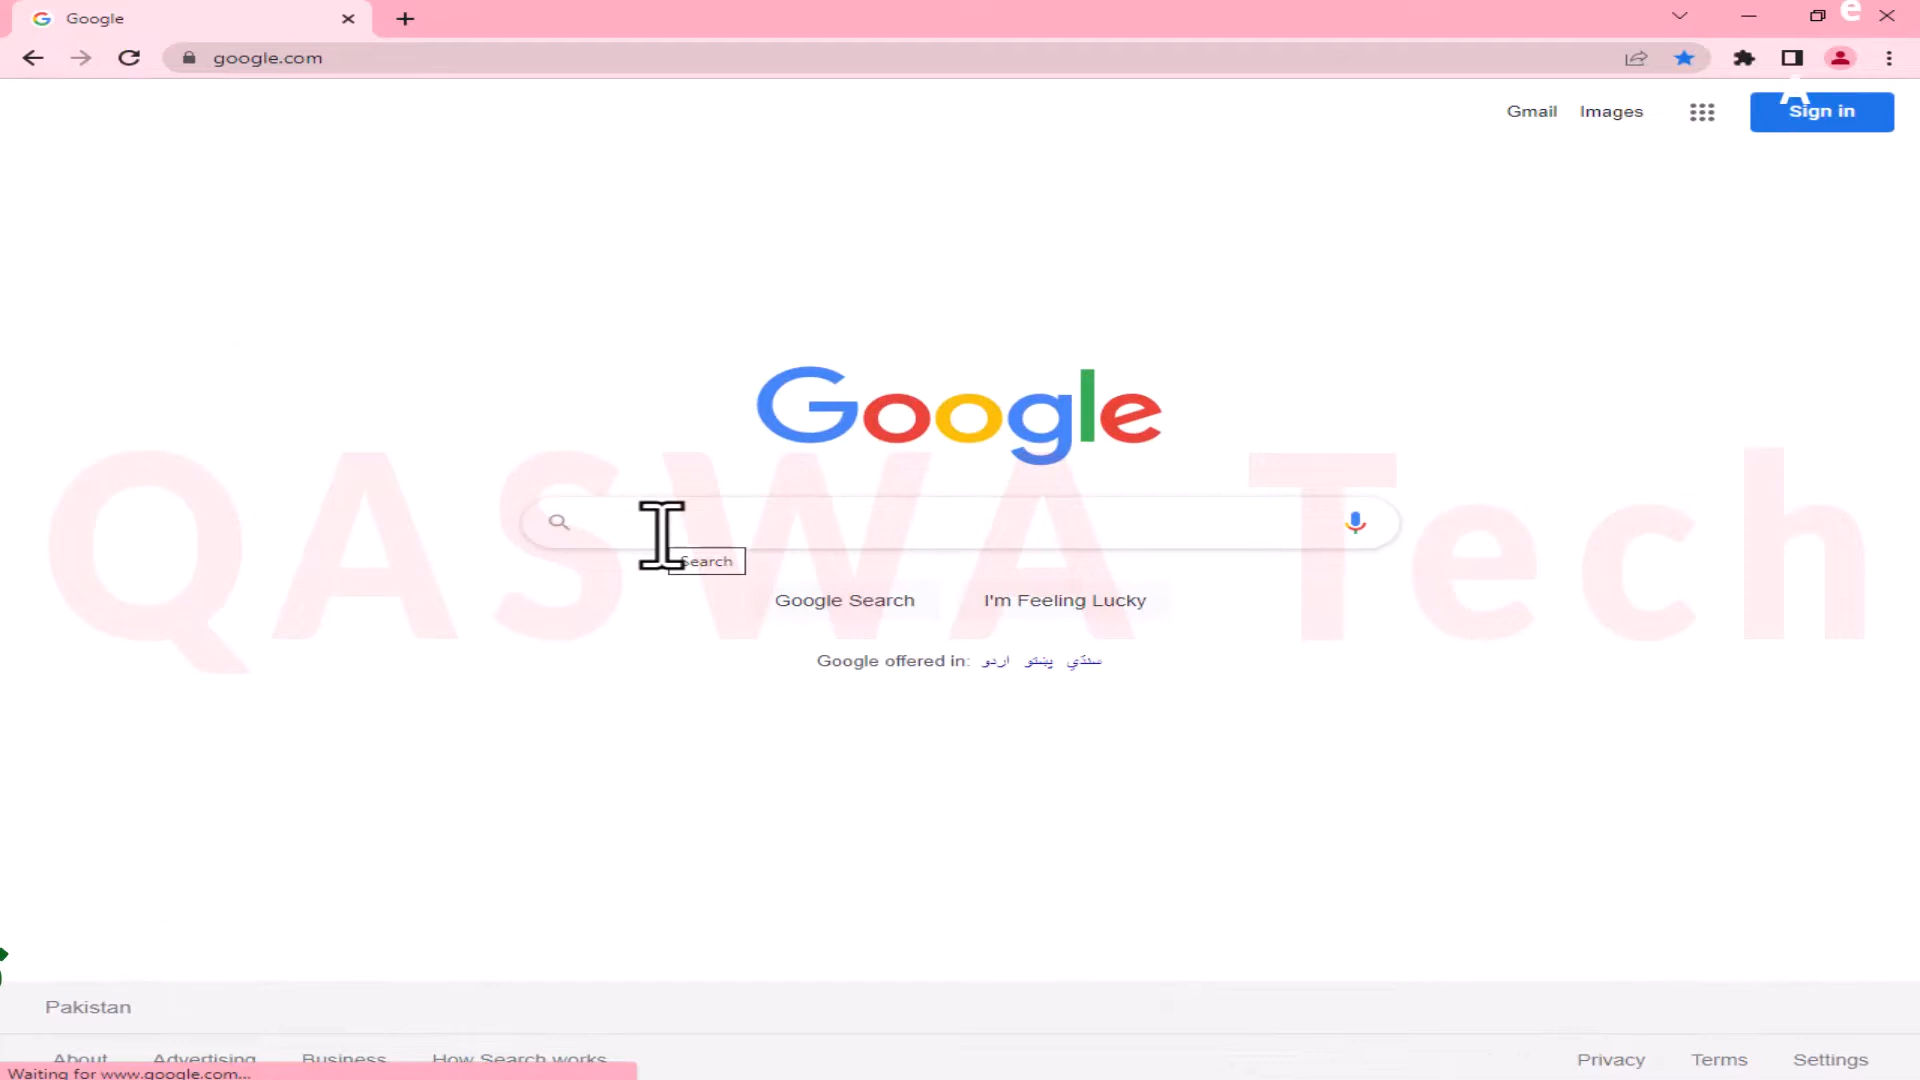 Google
google.com
e
A
Gmail Images Sign in
Google
QASWA Tech
Search
Google Search I'm Feeling Lucky
Google offered in: اردو پښتو سنڌي
Pakistan
About Advertising Business How Search works Privacy Terms Settings
Waiting for www.google.com...